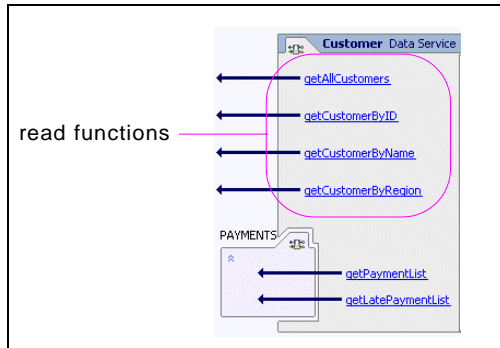 Customer Data Service
getAllCustomers
getCustomerByID
read functions
getCustomerByName
getCustomerByRegion
PAYMENTS
getPaymentList
getLatePaymentList